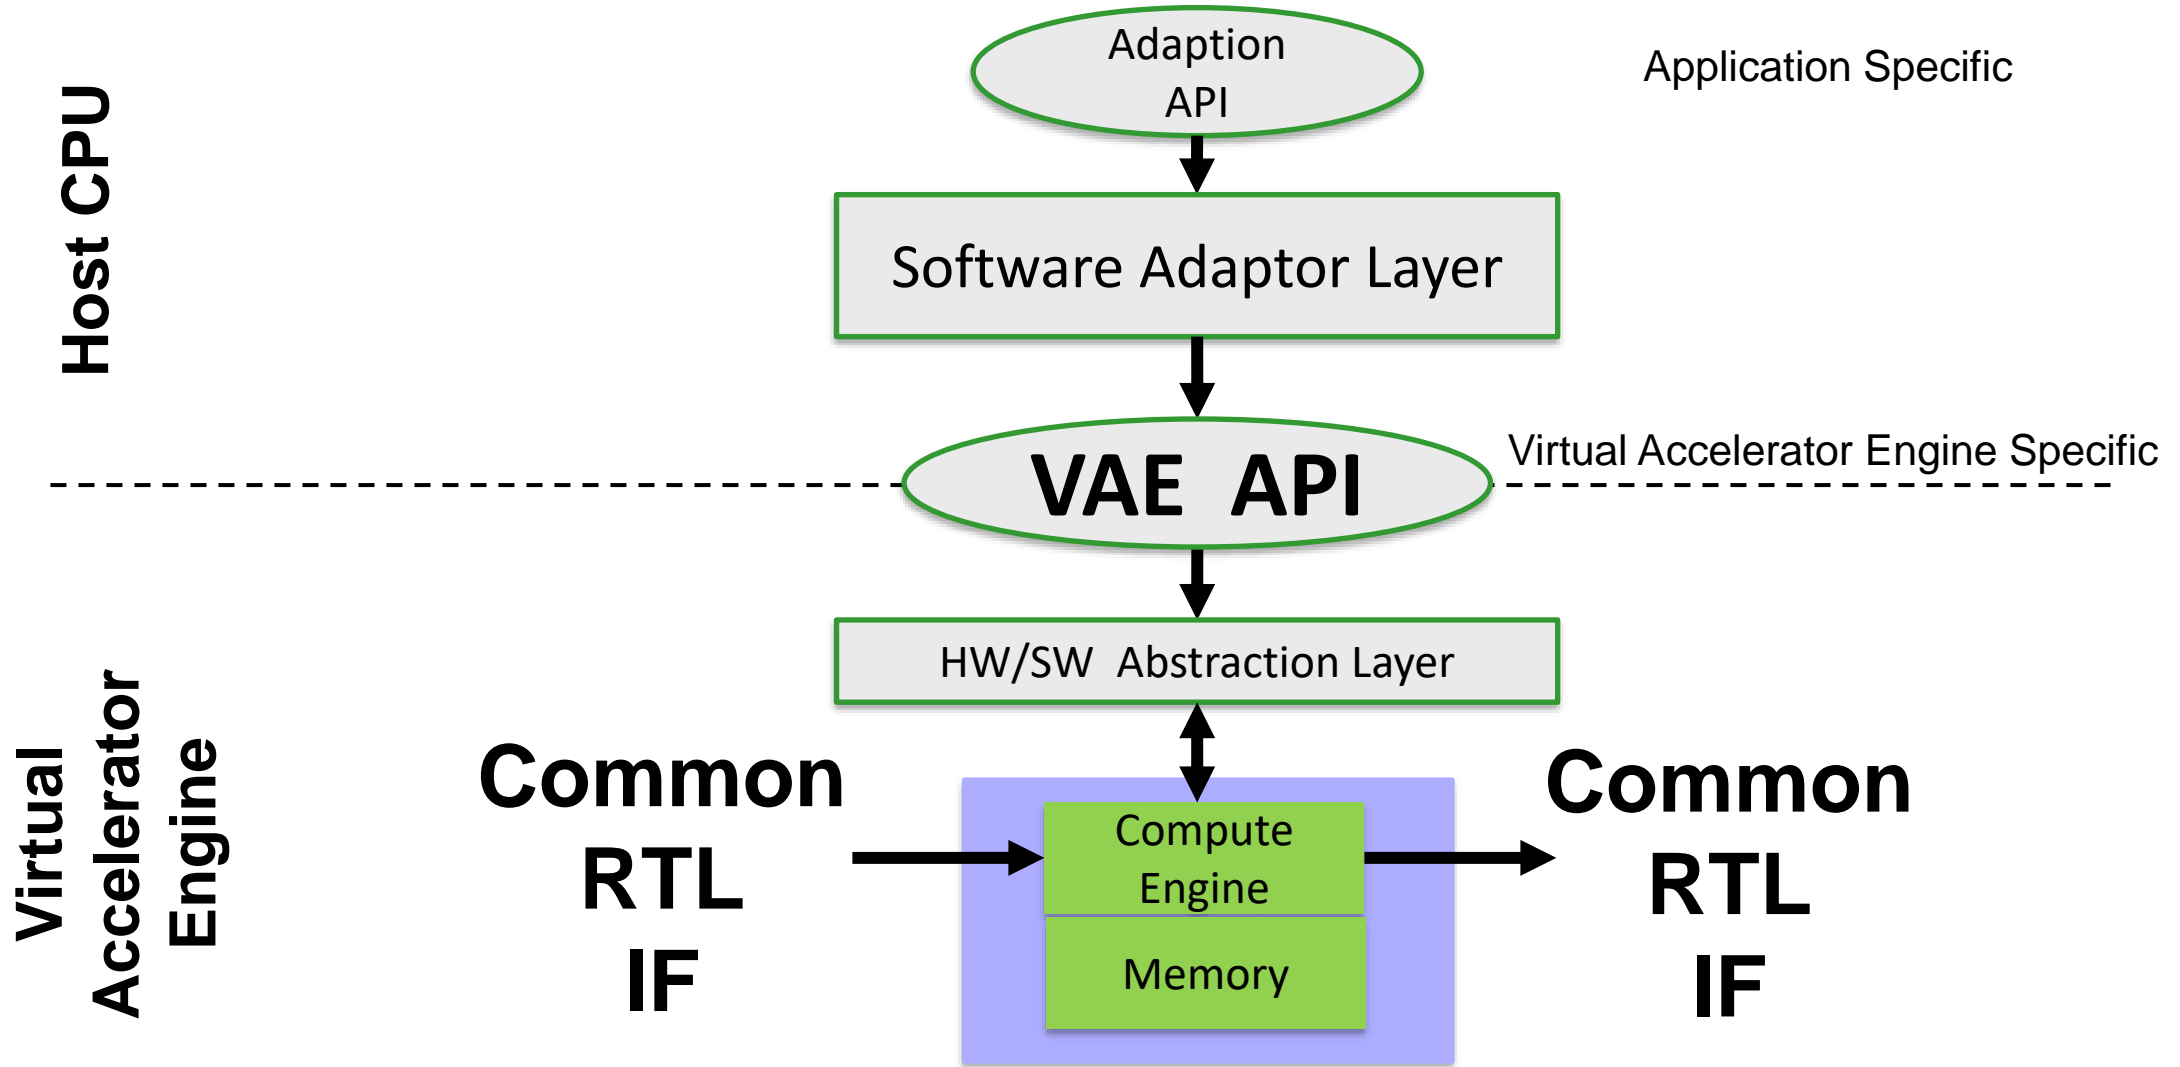 Adaption
API
Application Specific
Host CPU
Software Adaptor Layer
VAE API
Virtual Accelerator Engine Specific
HW/SW Abstraction Layer
Virtual
Accelerator
Engine
Common
RTL
IF
Compute
Engine
Memory
Common
RTL
IF